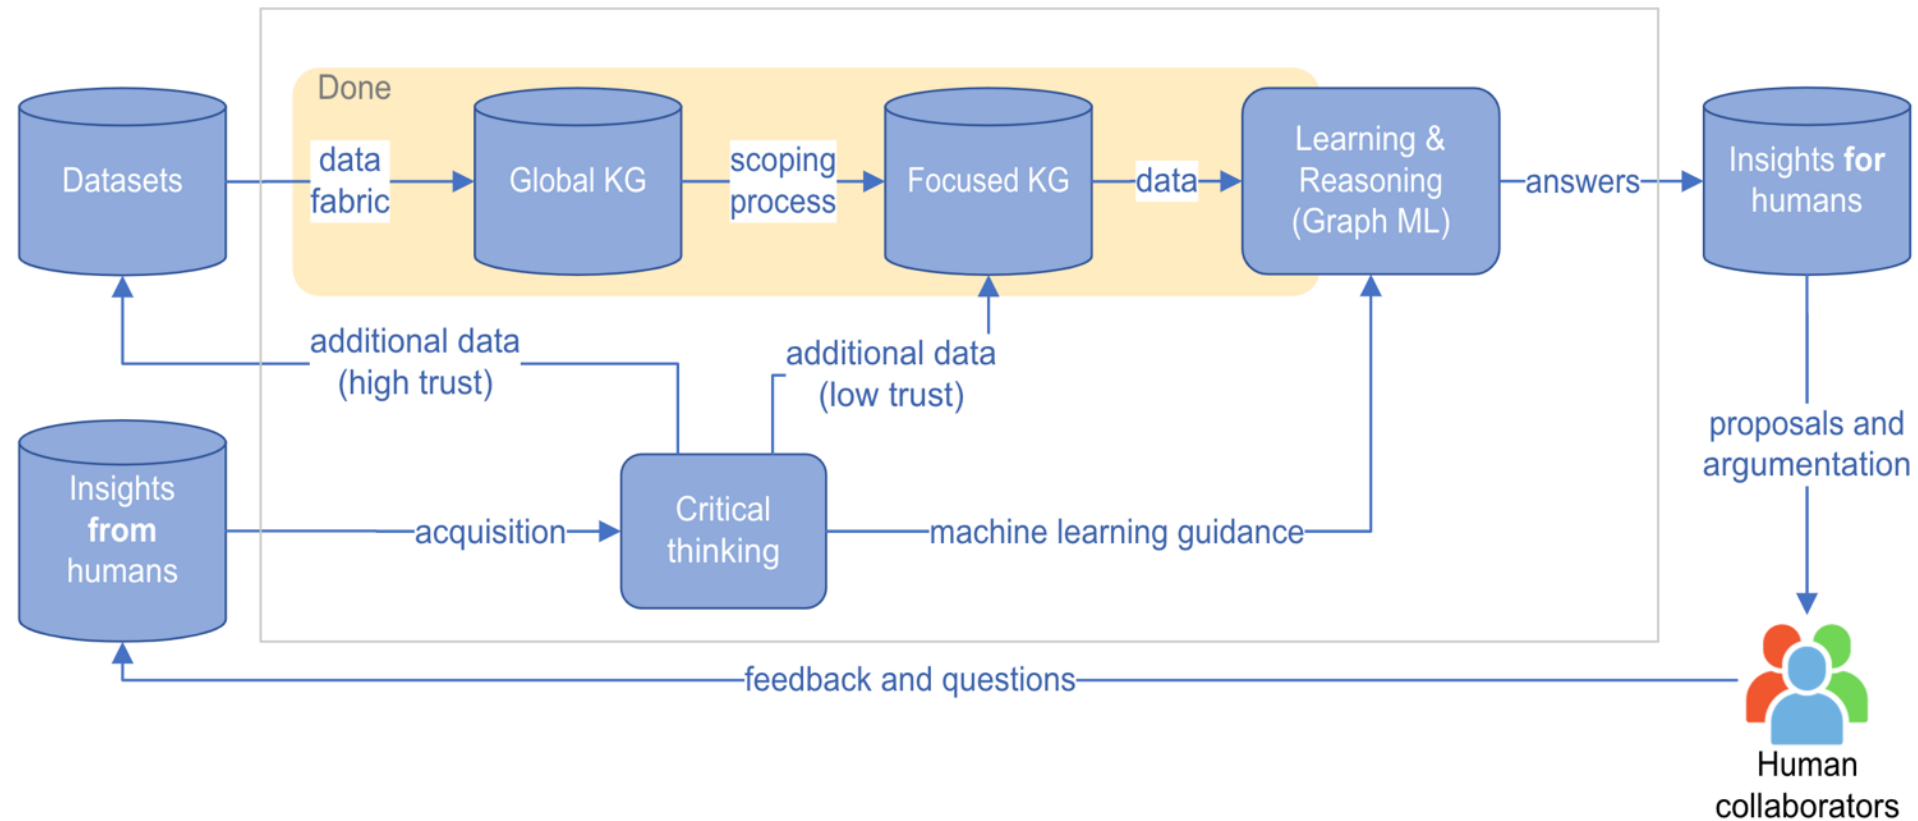 Done
Datasets
data
fabric
Global KG
scoping
process
Focused KG
data
Learning &
Reasoning
(Graph ML)
answers
Insights for
humans
additional data
(high trust)
additional data
(low trust)
proposals and
argumentation
Insights
from
humans
acquisition
Critical
thinking
machine learning guidance
feedback and questions
Human
collaborators